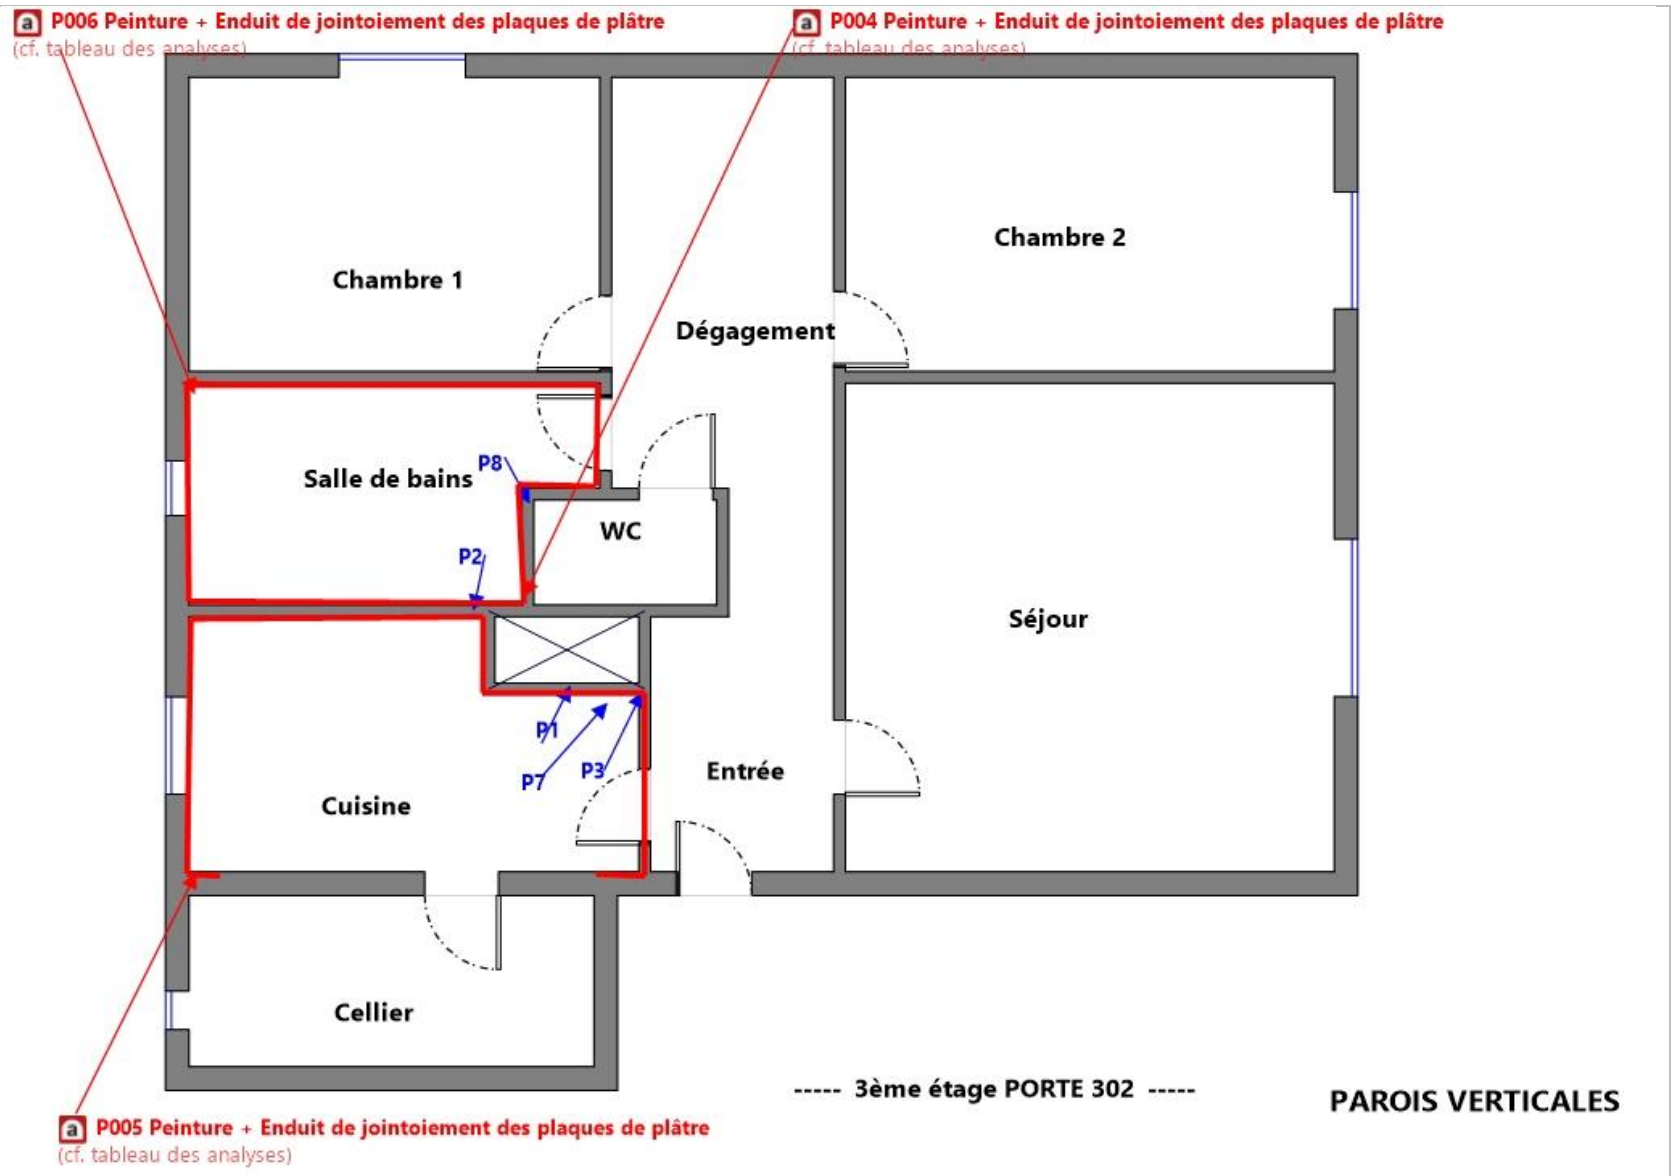 a P006 Peinture + Enduit de jointoiement des plaques de plâtre
(cf. tableau des analyses)
a P004 Peinture + Enduit de jointoiement des plaques de plâtre
(cf. tableau des analyses)
Chambre 2
Chambre 1
Dégagement
P8
Salle de bains
WC
P2
Séjour
P1
P7
P3
Entrée
Cuisine
Cellier
----- 3ème étage PORTE 302 -----
PAROIS VERTICALES
a P005 Peinture + Enduit de jointoiement des plaques de plâtre
(cf. tableau des analyses)